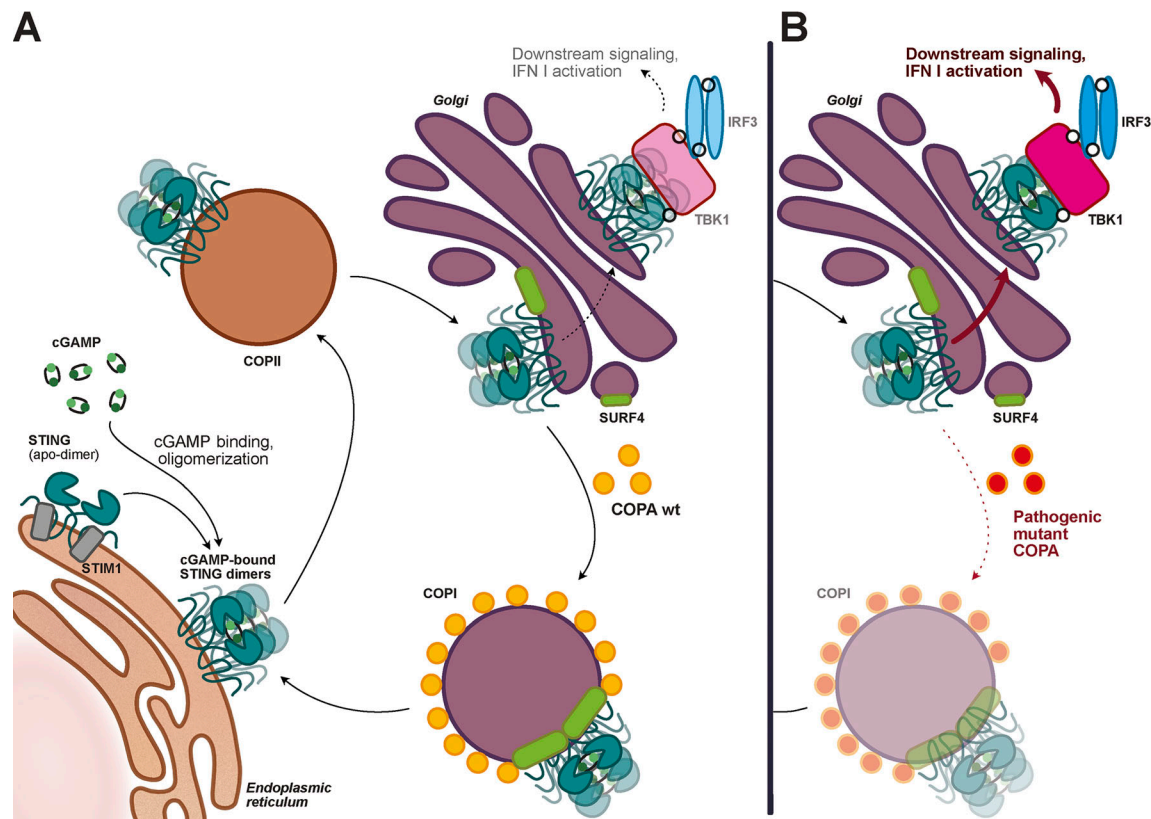 A
Downstream signaling,
IFN I activation
Golgi
IRF3
TBK1
COPII
cGAMP
STING
(apo-dimer)
cGAMP binding,
oligomerization
STIM1
cGAMP-bound
STING dimers
SURF4
COPA wt
COPI
Endoplasmic
reticulum
B
Downstream signaling,
IFN I activation
Golgi
IRF3
TBK1
SURF4
Pathogenic
mutant
COPA
COPI